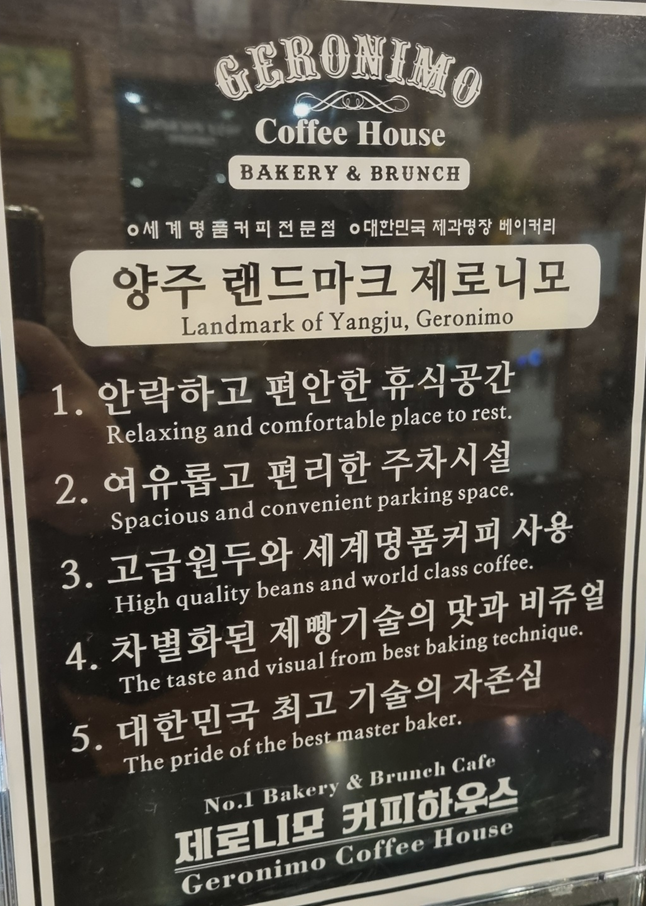 GERONIMO
Coffee House
BAKERY & BRUNCH
세계명품커피전문점 대한민국 제과명장 베이커리
양주 랜드마크 제로니모
Landmark of Yangju, Geronimo
1. 안락하고 편안한 휴식공간
Relaxing and comfortable place to rest.
2. 여유롭고 편리한 주차시설
Spacious and convenient parking space.
3. 고급원두와 세계명품커피 사용
High quality beans and world class coffee.
4. 차별화된 제빵기술의 맛과 비쥬얼
The taste and visual from best baking technique.
5. 대한민국 최고 기술의 자존심
The pride of the best master baker.
No.1 Bakery & Brunch Cafe
제로니모 커피하우스
Geronimo Coffee House